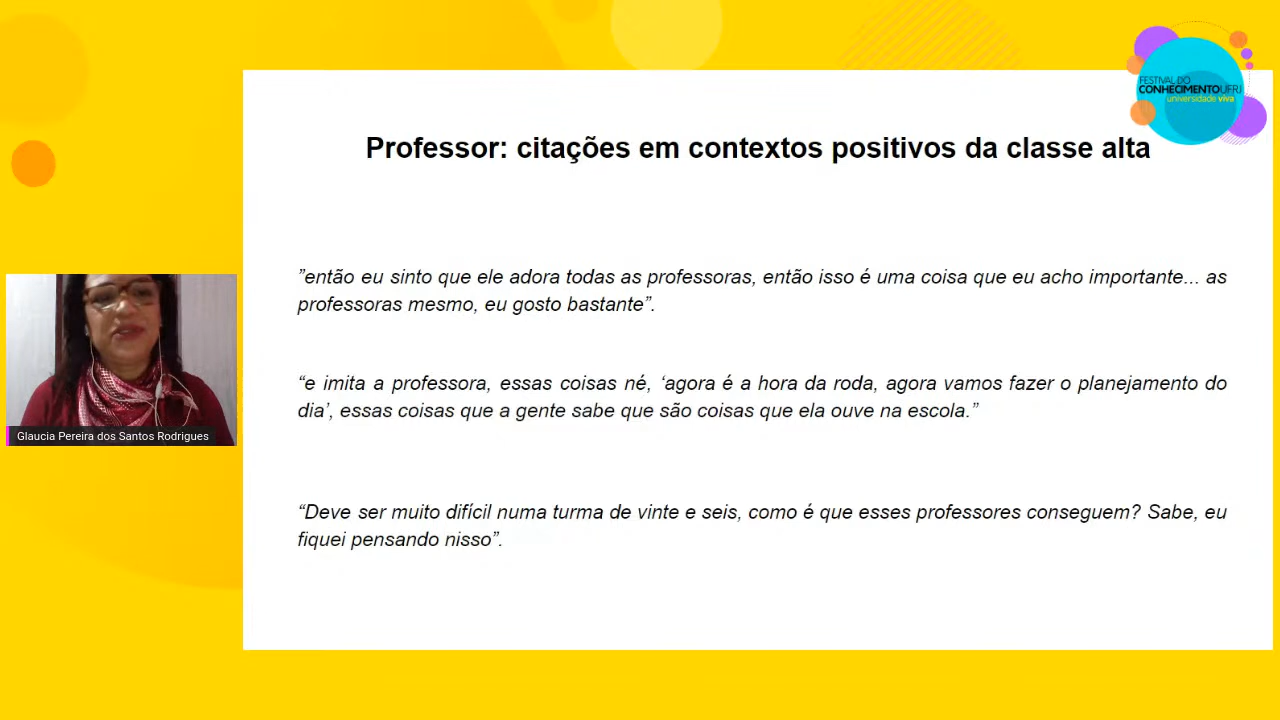 FESTIVAL DO
CONHECIMENTOUFRJ
universidade viva
Professor: citações em contextos positivos da classe alta
”então eu sinto que ele adora todas as professoras, então isso é uma coisa que eu acho importante... as
professoras mesmo, eu gosto bastante”.
“e imita a professora, essas coisas né, ‘agora é a hora da roda, agora vamos fazer o planejamento do
dia’, essas coisas que a gente sabe que são coisas que ela ouve na escola.”
Glaucia Pereira dos Santos Rodrigues
“Deve ser muito difícil numa turma de vinte e seis, como é que esses professores conseguem? Sabe, eu
fiquei pensando nisso”.